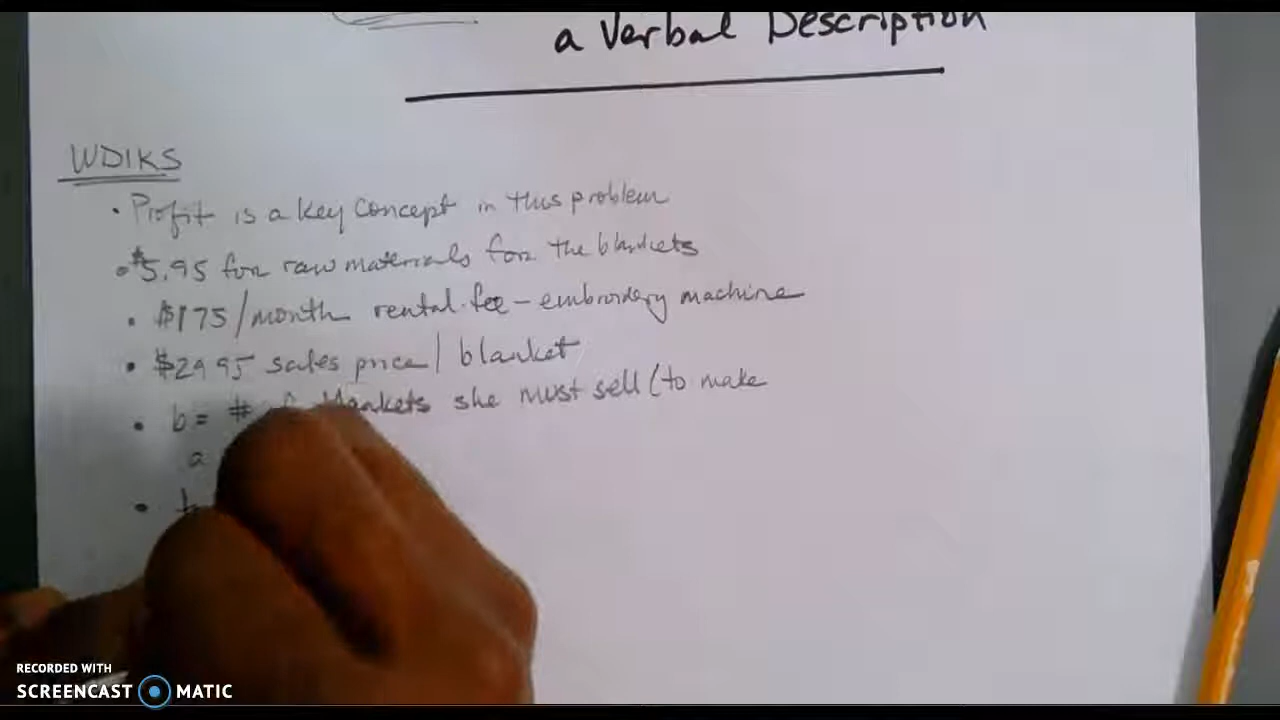 a Verbal Description
WDIKS
• Profit is a key concept in this problem
• $5.95 for raw materials for the blankets
• $175/month rental fee - embroidery machine
• $29.95 sales price / blanket
• b = # blankets she must sell (to make
a
•
RECORDED WITH
SCREENCAST MATIC